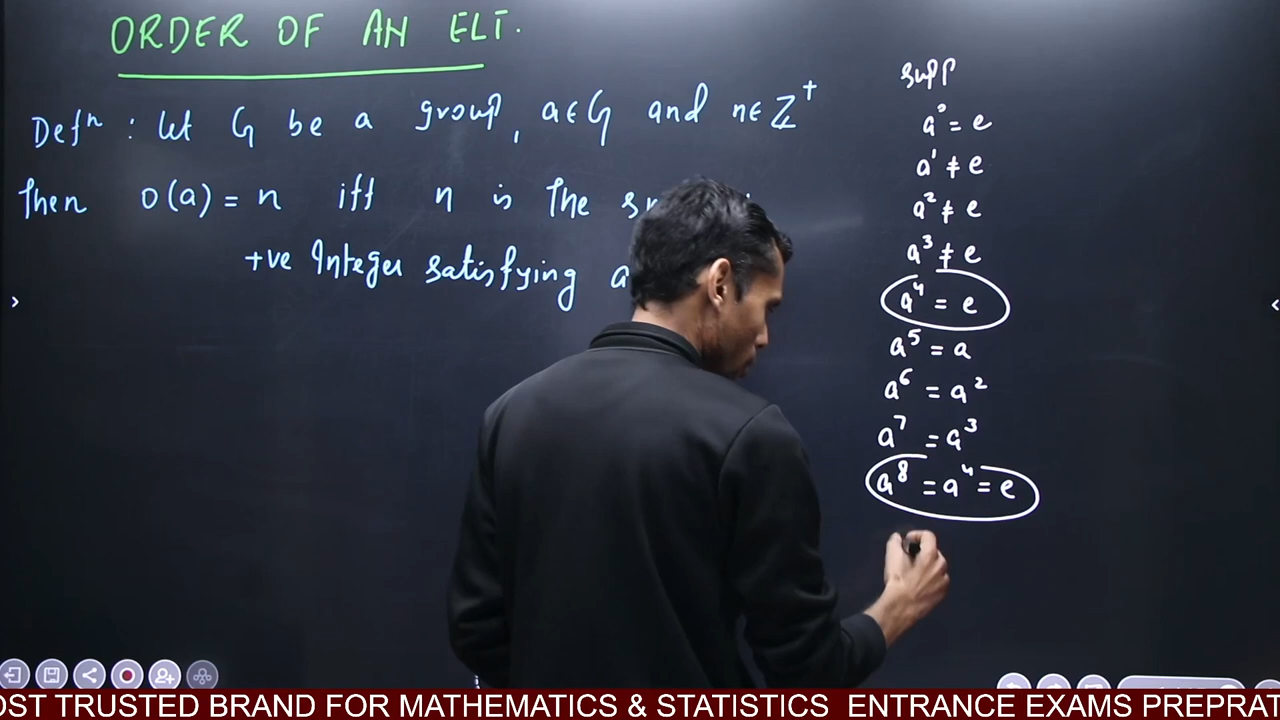 ORDER OF AN ELT.
Defⁿ : Let G be a group, a∈G and n∈Z⁺
Then o(a) = n iff n is the
+ve Integer satisfying a
supp
a⁰ = e
a¹ ≠ e
a² ≠ e
a³ ≠ e
a⁴ = e
a⁵ = a
a⁶ = a²
a⁷ = a³
a⁸ = a⁴ = e
OST TRUSTED BRAND FOR MATHEMATICS & STATISTICS ENTRANCE EXAMS PREPRAT